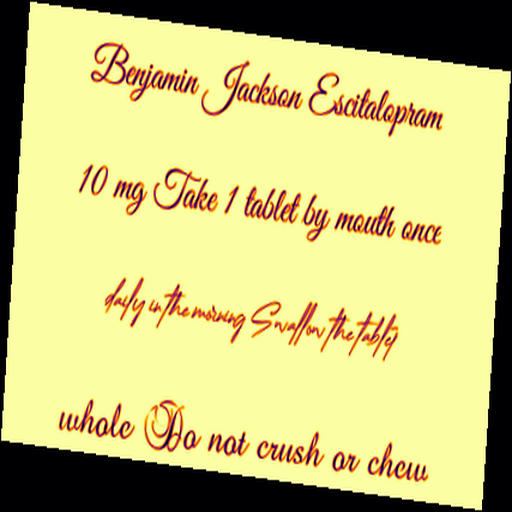 Benjamin Jackson Escitalopram
10 mg Take 1 tablet by mouth once
daily in the morning Swallow the tablet
whole Do not crush or chew